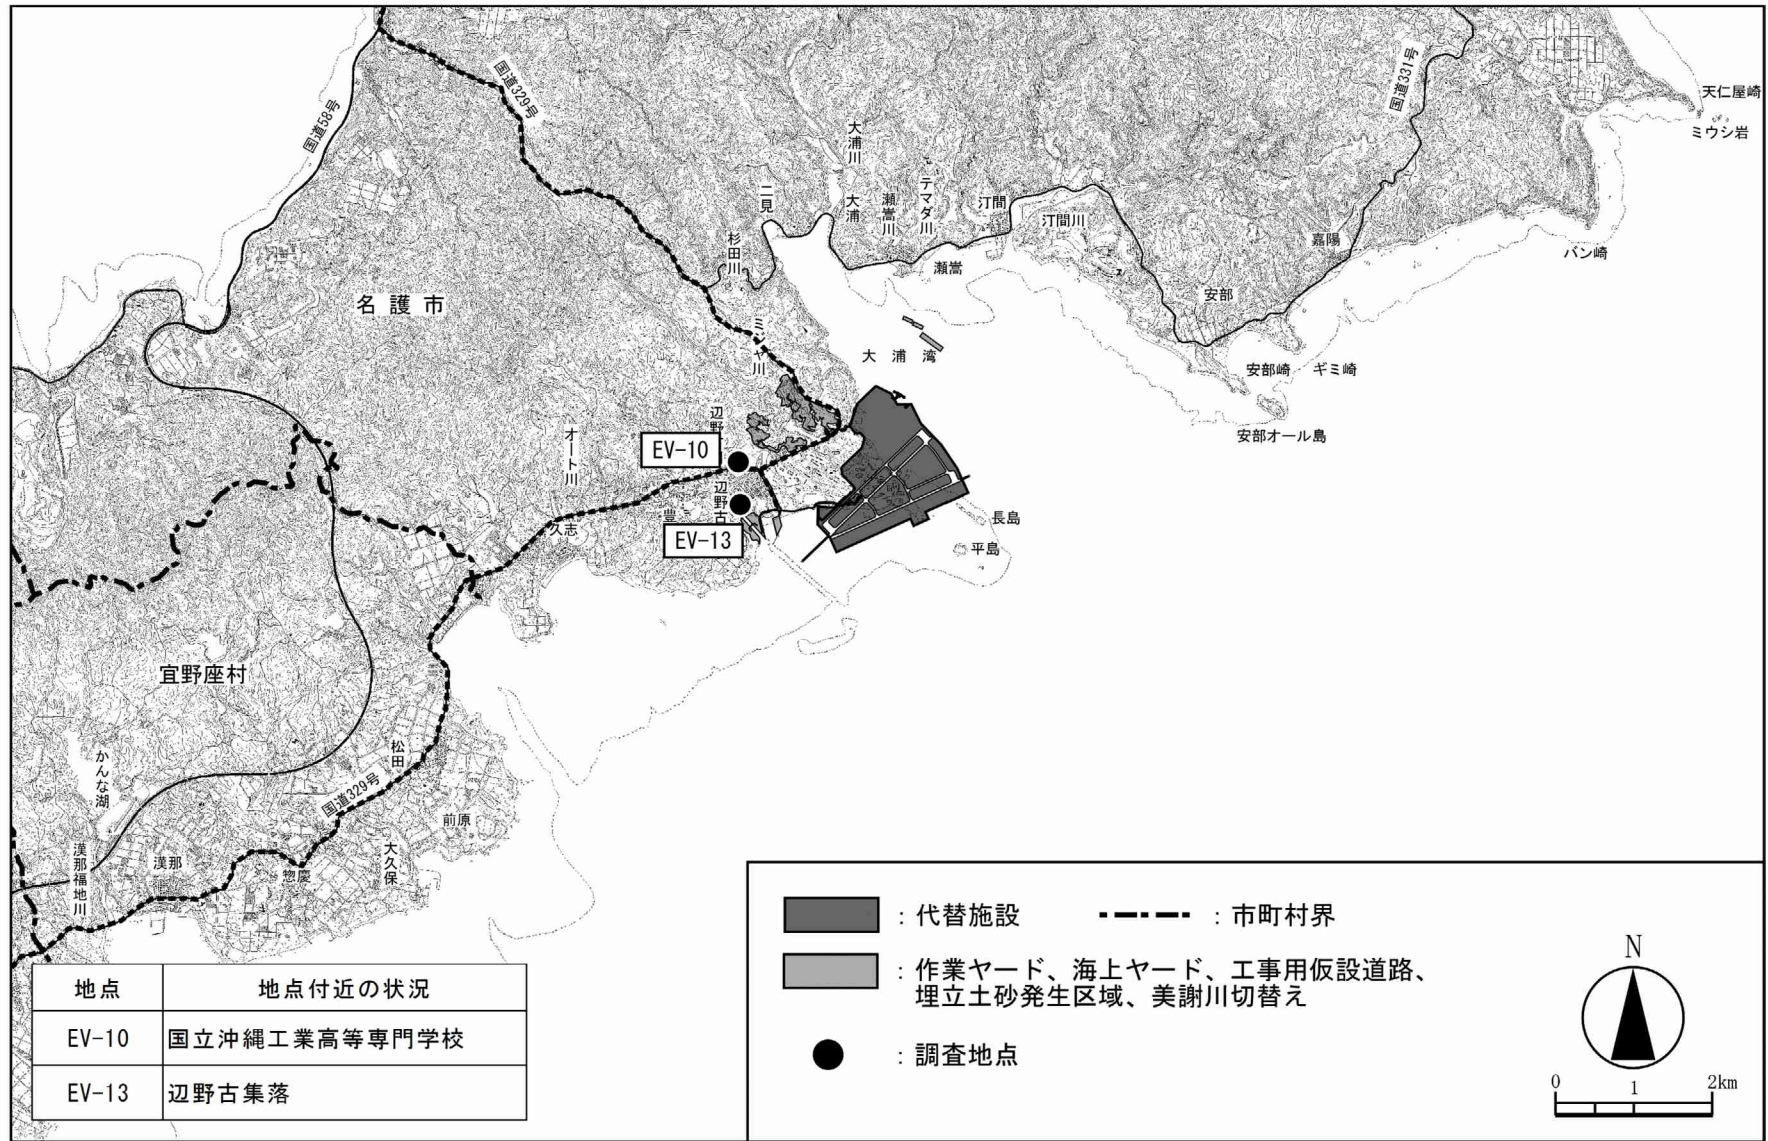 国道58号
国道329号
国道331号
天仁屋崎
ミウシ岩
バン崎
大浦川
二見
大浦
瀬嵩川
テマダ川
汀間
汀間川
嘉陽
杉田川
瀬嵩
安部
名護市
ミジャ川
大浦湾
安部崎
ギミ崎
安部オール島
オート川
辺野
EV-10
辺野古
豊
久志
EV-13
長島
平島
宜野座村
かんな湖
松田
国道329号
前原
大久保
漢那福地川
漢那
惣慶
地点 地点付近の状況
EV-10 国立沖縄工業高等専門学校
EV-13 辺野古集落
：代替施設
：市町村界
：作業ヤード、海上ヤード、工事用仮設道路、
埋立土砂発生区域、美謝川切替え
：調査地点
N
0 1 2km